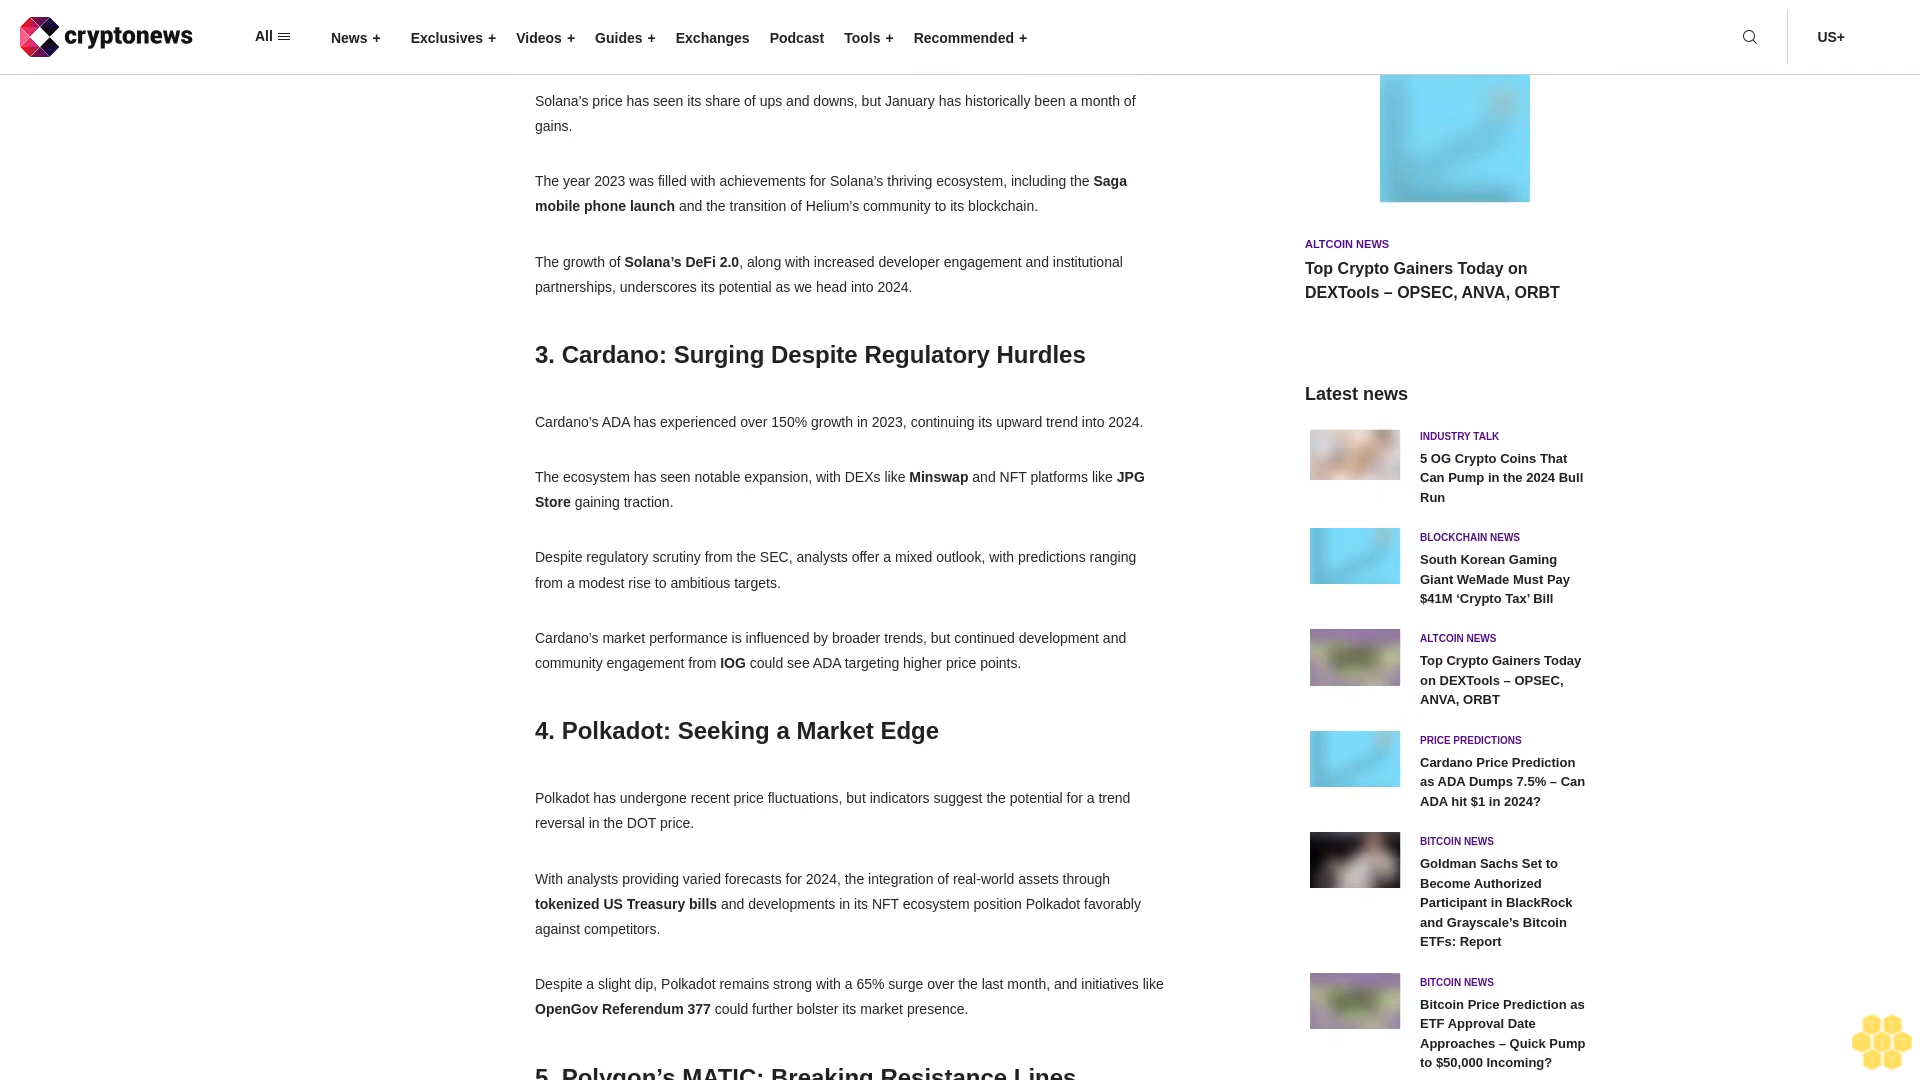 cryptonews
All
News +
Exclusives +
Videos +
Guides +
Exchanges
Podcast
Tools +
Recommended +
US+
Solana’s price has seen its share of ups and downs, but January has historically been a month of
gains.
The year 2023 was filled with achievements for Solana’s thriving ecosystem, including the Saga
mobile phone launch and the transition of Helium’s community to its blockchain.
The growth of Solana’s DeFi 2.0, along with increased developer engagement and institutional
partnerships, underscores its potential as we head into 2024.
3. Cardano: Surging Despite Regulatory Hurdles
Cardano’s ADA has experienced over 150% growth in 2023, continuing its upward trend into 2024.
The ecosystem has seen notable expansion, with DEXs like Minswap and NFT platforms like JPG
Store gaining traction.
Despite regulatory scrutiny from the SEC, analysts offer a mixed outlook, with predictions ranging
from a modest rise to ambitious targets.
Cardano’s market performance is influenced by broader trends, but continued development and
community engagement from IOG could see ADA targeting higher price points.
4. Polkadot: Seeking a Market Edge
Polkadot has undergone recent price fluctuations, but indicators suggest the potential for a trend
reversal in the DOT price.
With analysts providing varied forecasts for 2024, the integration of real-world assets through
tokenized US Treasury bills and developments in its NFT ecosystem position Polkadot favorably
against competitors.
Despite a slight dip, Polkadot remains strong with a 65% surge over the last month, and initiatives like
OpenGov Referendum 377 could further bolster its market presence.
5. Polygon’s MATIC: Breaking Resistance Lines
ALTCOIN NEWS
Top Crypto Gainers Today on
DEXTools – OPSEC, ANVA, ORBT
Latest news
INDUSTRY TALK
5 OG Crypto Coins That
Can Pump in the 2024 Bull
Run
BLOCKCHAIN NEWS
South Korean Gaming
Giant WeMade Must Pay
$41M ‘Crypto Tax’ Bill
ALTCOIN NEWS
Top Crypto Gainers Today
on DEXTools – OPSEC,
ANVA, ORBT
PRICE PREDICTIONS
Cardano Price Prediction
as ADA Dumps 7.5% – Can
ADA hit $1 in 2024?
BITCOIN NEWS
Goldman Sachs Set to
Become Authorized
Participant in BlackRock
and Grayscale’s Bitcoin
ETFs: Report
BITCOIN NEWS
Bitcoin Price Prediction as
ETF Approval Date
Approaches – Quick Pump
to $50,000 Incoming?